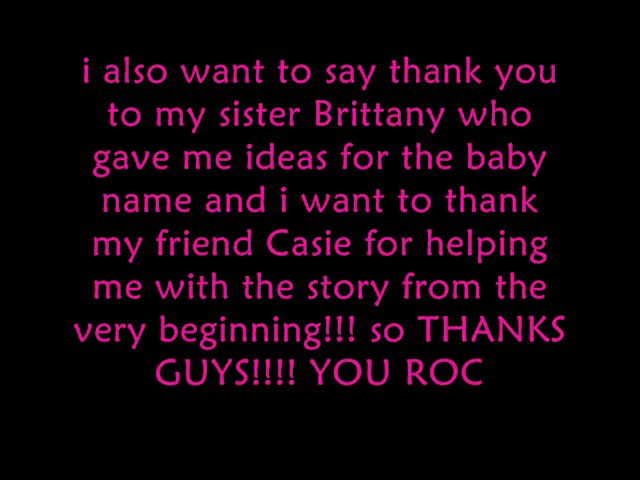 i also want to say thank you
to my sister Brittany who
gave me ideas for the baby
name and i want to thank
my friend Casie for helping
me with the story from the
very beginning!!! so THANKS
GUYS!!!! YOU ROC